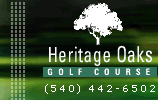 Heritage Oaks
GOLF COURSE
(540) 442-6502